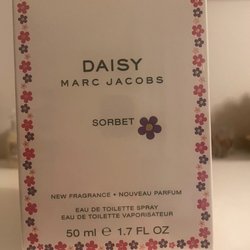 DAISY
MARC JACOBS
SORBET
NEW FRAGRANCE • NOUVEAU PARFUM
EAU DE TOILETTE SPRAY
EAU DE TOILETTE VAPORISATEUR
50 ml ℮ 1.7 FL OZ